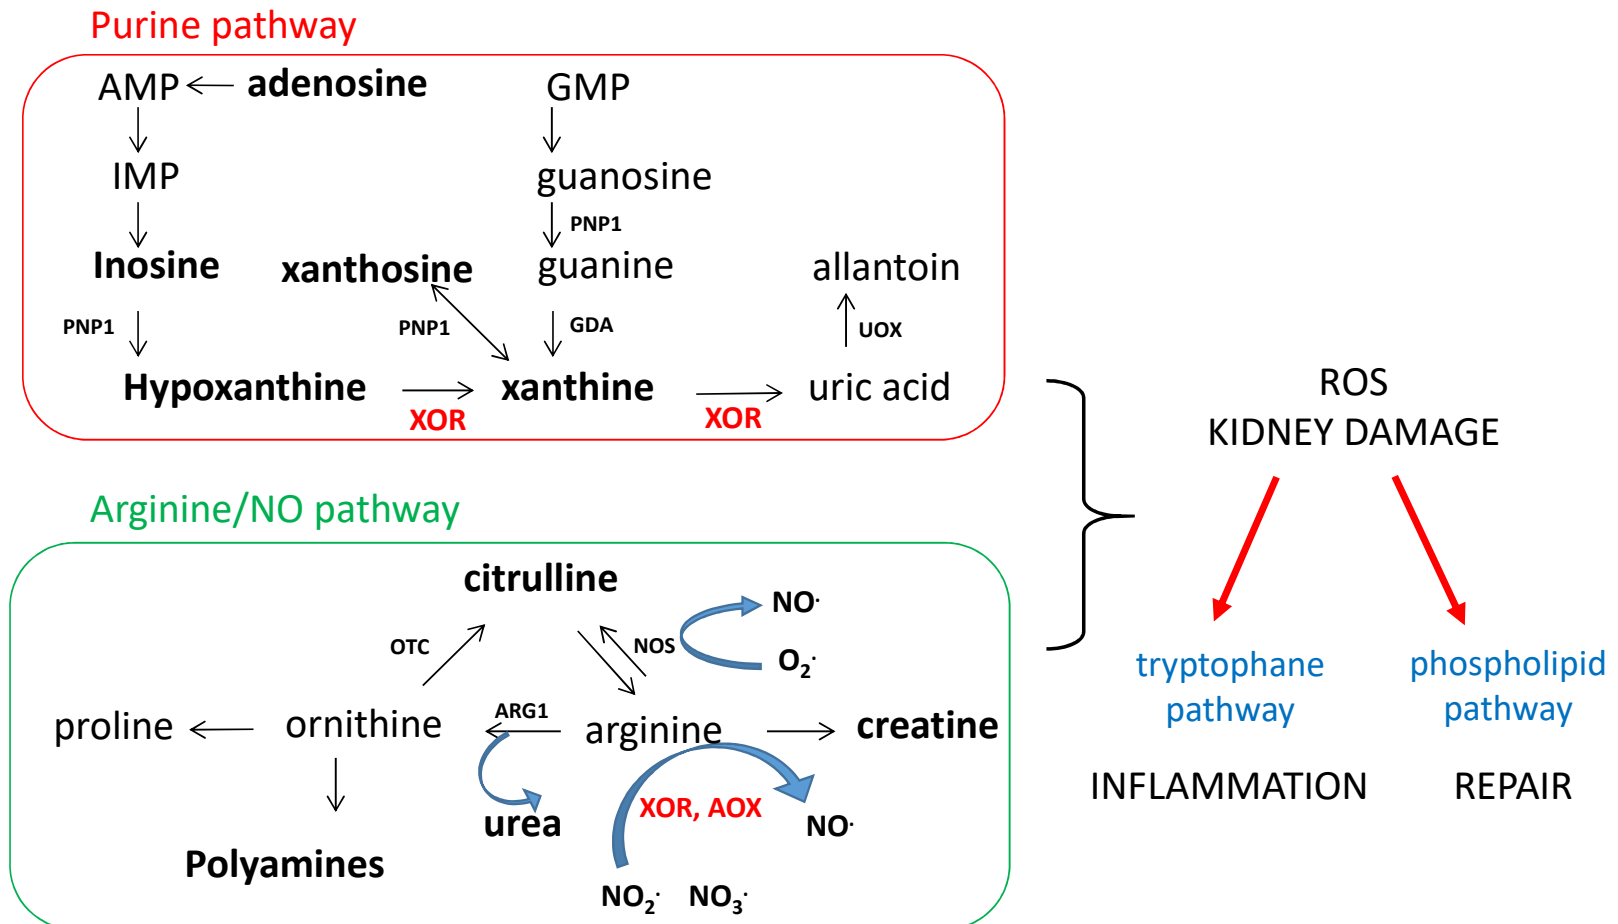 Purine pathway
AMP adenosine GMP
IMP guanosine
PNP1
Inosine xanthosine guanine allantoin
PNP1 PNP1 GDA UOX
Hypoxanthine xanthine uric acid
XOR XOR
ROS
KIDNEY DAMAGE
Arginine/NO pathway
citrulline
NO·
OTC NOS
O2·
ARG1
proline ornithine arginine creatine
XOR, AOX
urea NO·
Polyamines
NO2· NO3·
tryptophane
pathway
phospholipid
pathway
INFLAMMATION REPAIR